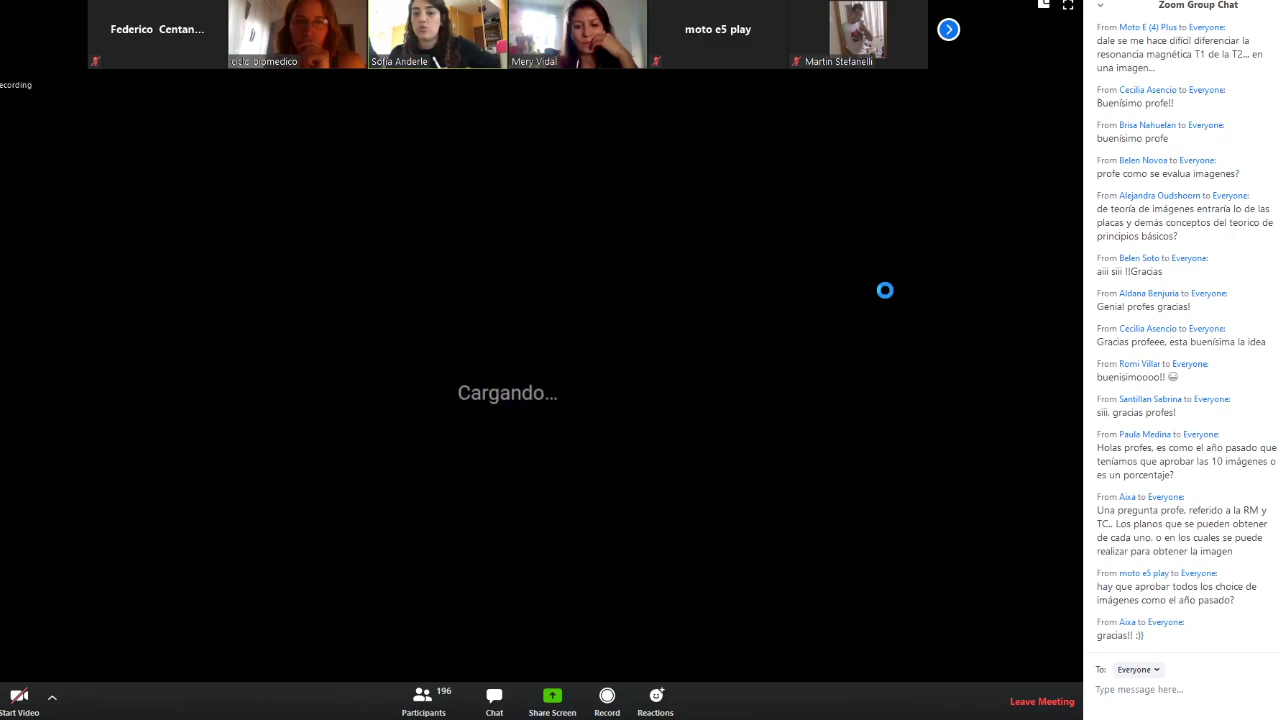 Federico Centan...
ciclo biomedico
Sofia Anderle
Mery Vidal
moto e5 play
Martin Stefanelli
ecording
Cargando...
Start Video
196
Participants
Chat
Share Screen
Record
Reactions
Leave Meeting
Zoom Group Chat
From Moto E (4) Plus to Everyone:
dale se me hace difícil diferenciar la
resonancia magnética T1 de la T2... en
una imagen...
From Cecilia Asencio to Everyone:
Buenísimo profe!!
From Brisa Nahuelan to Everyone:
buenísimo profe
From Belen Novoa to Everyone:
profe como se evalua imagenes?
From Alejandra Oudshoorn to Everyone:
de teoría de imágenes entraría lo de las
placas y demás conceptos del teorico de
principios básicos?
From Belen Soto to Everyone:
aiii siii !!Gracias
From Aldana Benjuria to Everyone:
Genial profes gracias!
From Cecilia Asencio to Everyone:
Gracias profeee, esta buenísima la idea
From Romi Villar to Everyone:
buenisimoooo!! 😀
From Santillan Sabrina to Everyone:
siii, gracias profes!
From Paula Medina to Everyone:
Holas profes, es como el año pasado que
teníamos que aprobar las 10 imágenes o
es un porcentaje?
From Aixa to Everyone:
Una pregunta profe, referido a la RM y
TC.. Los planos que se pueden obtener
de cada uno, o en los cuales se puede
realizar para obtener la imagen
From moto e5 play to Everyone:
hay que aprobar todos los choice de
imágenes como el año pasado?
From Aixa to Everyone:
gracias!! :))
To: Everyone
Type message here...